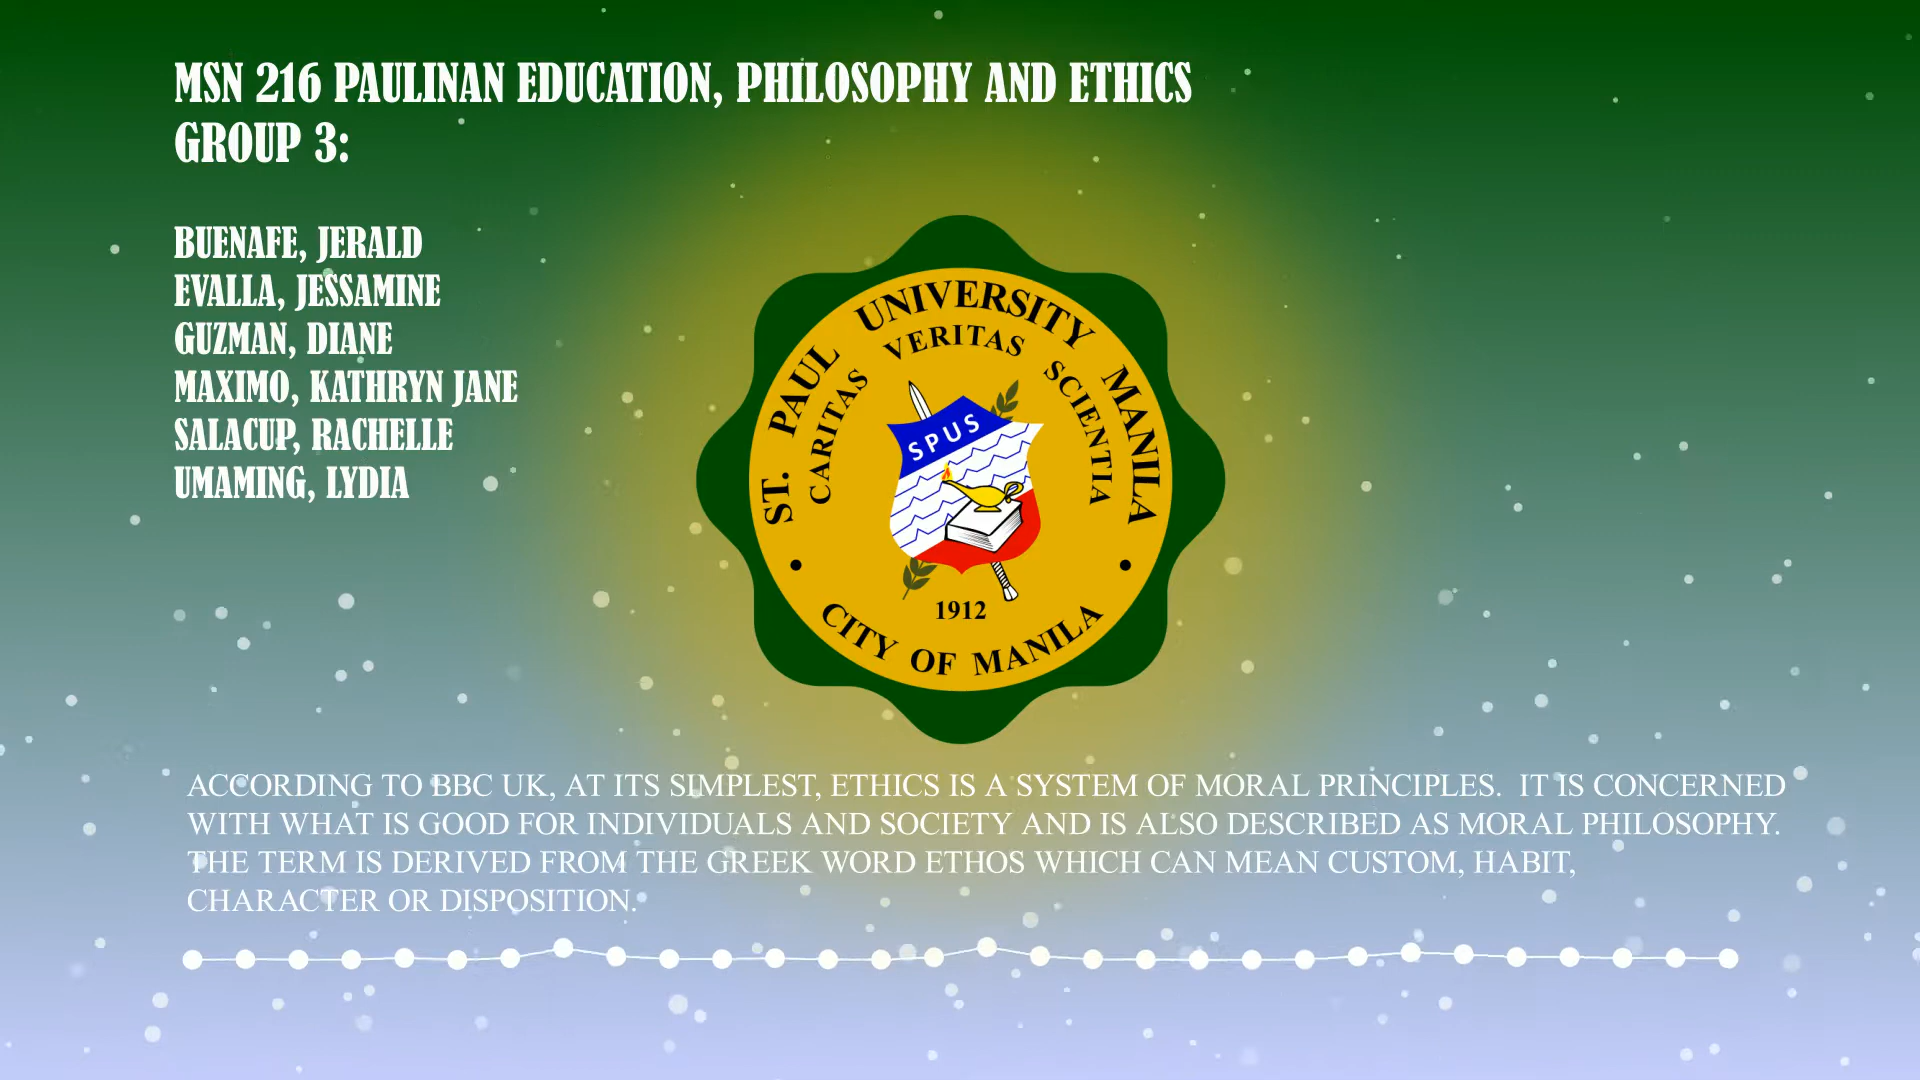 MSN 216 PAULINAN EDUCATION, PHILOSOPHY AND ETHICS
GROUP 3:
BUENAFE, JERALD
EVALLA, JESSAMINE
GUZMAN, DIANE
MAXIMO, KATHRYN JANE
SALACUP, RACHELLE
UMAMING, LYDIA
ST. PAUL UNIVERSITY MANILA
CARITAS VERITAS SCIENTIA
SPUS
1912
CITY OF MANILA
ACCORDING TO BBC UK, AT ITS SIMPLEST, ETHICS IS A SYSTEM OF MORAL PRINCIPLES. IT IS CONCERNED
WITH WHAT IS GOOD FOR INDIVIDUALS AND SOCIETY AND IS ALSO DESCRIBED AS MORAL PHILOSOPHY.
THE TERM IS DERIVED FROM THE GREEK WORD ETHOS WHICH CAN MEAN CUSTOM, HABIT,
CHARACTER OR DISPOSITION.